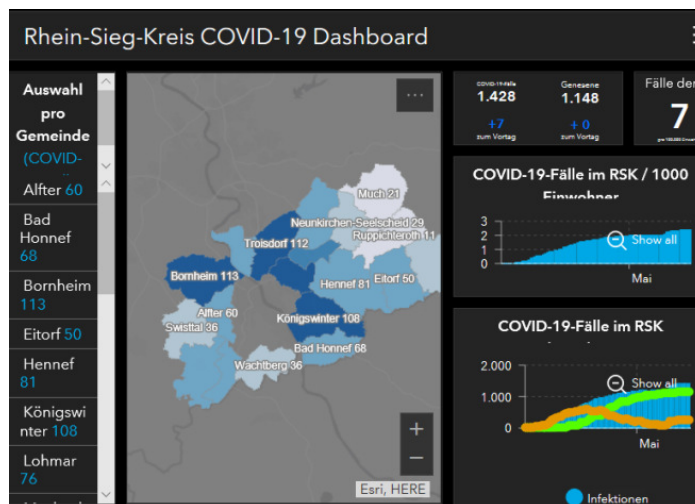 Rhein-Sieg-Kreis COVID-19 Dashboard
Auswahl
pro
Gemeinde
(COVID-
Alfter 60
Bad
Honnef
68
Bornheim
113
Eitorf 50
Hennef
81
Königswi
nter 108
Lohmar
76
...
Much 21
Neunkirchen-Seelscheid 29
Ruppichteroth 11
Troisdorf 112
Bornheim 113
Hennef 81
Eitorf 50
Alfter 60
Swisttal 36
Königswinter 108
Bad Honnef 68
Wachtberg 36
+
−
Esri, HERE
COVID-19-Fälle
1.428
+7
zum Vortag
Genesene
1.148
+ 0
zum Vortag
Fälle der
7
COVID-19-Fälle im RSK / 1000
Einwohner
3
2
1
0
Show all
Mai
COVID-19-Fälle im RSK
2.000
1.000
0
Show all
Mai
Infektionen